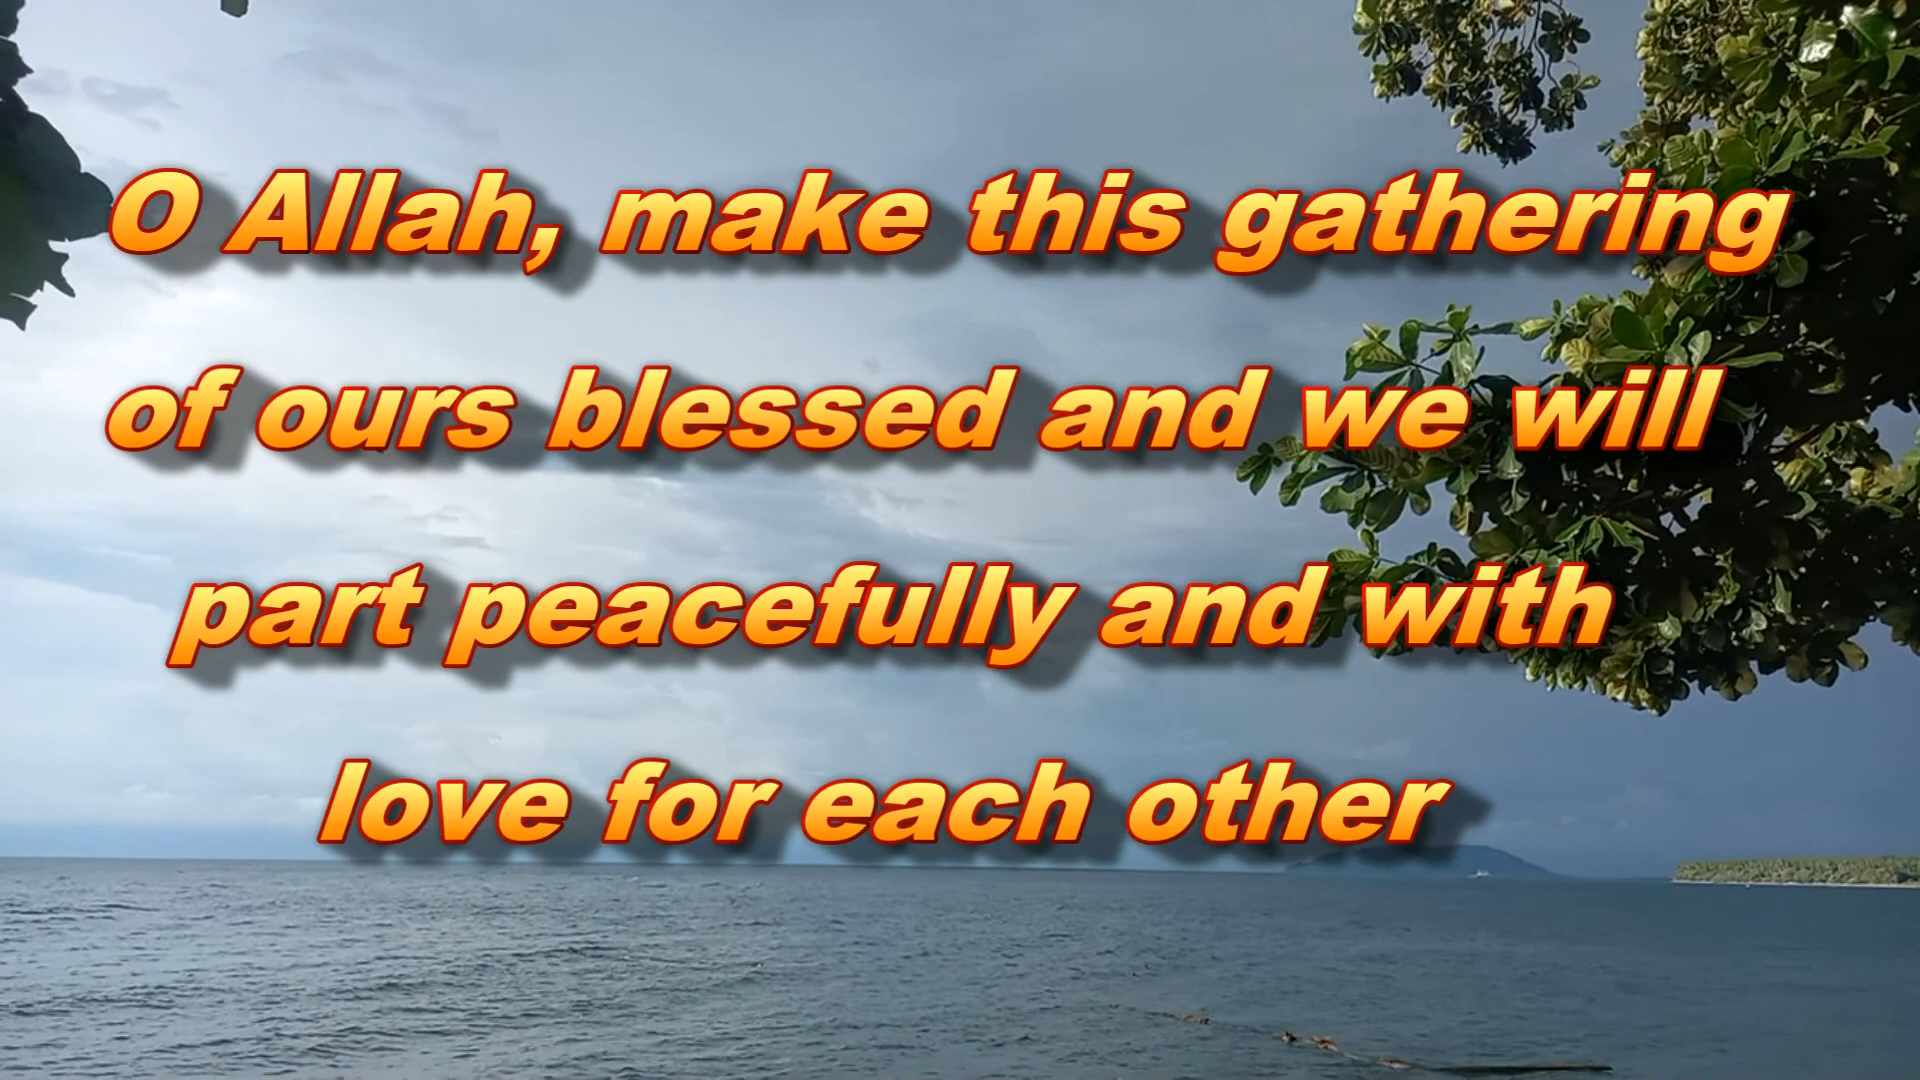 O Allah, make this gathering
of ours blessed and we will
part peacefully and with
love for each other